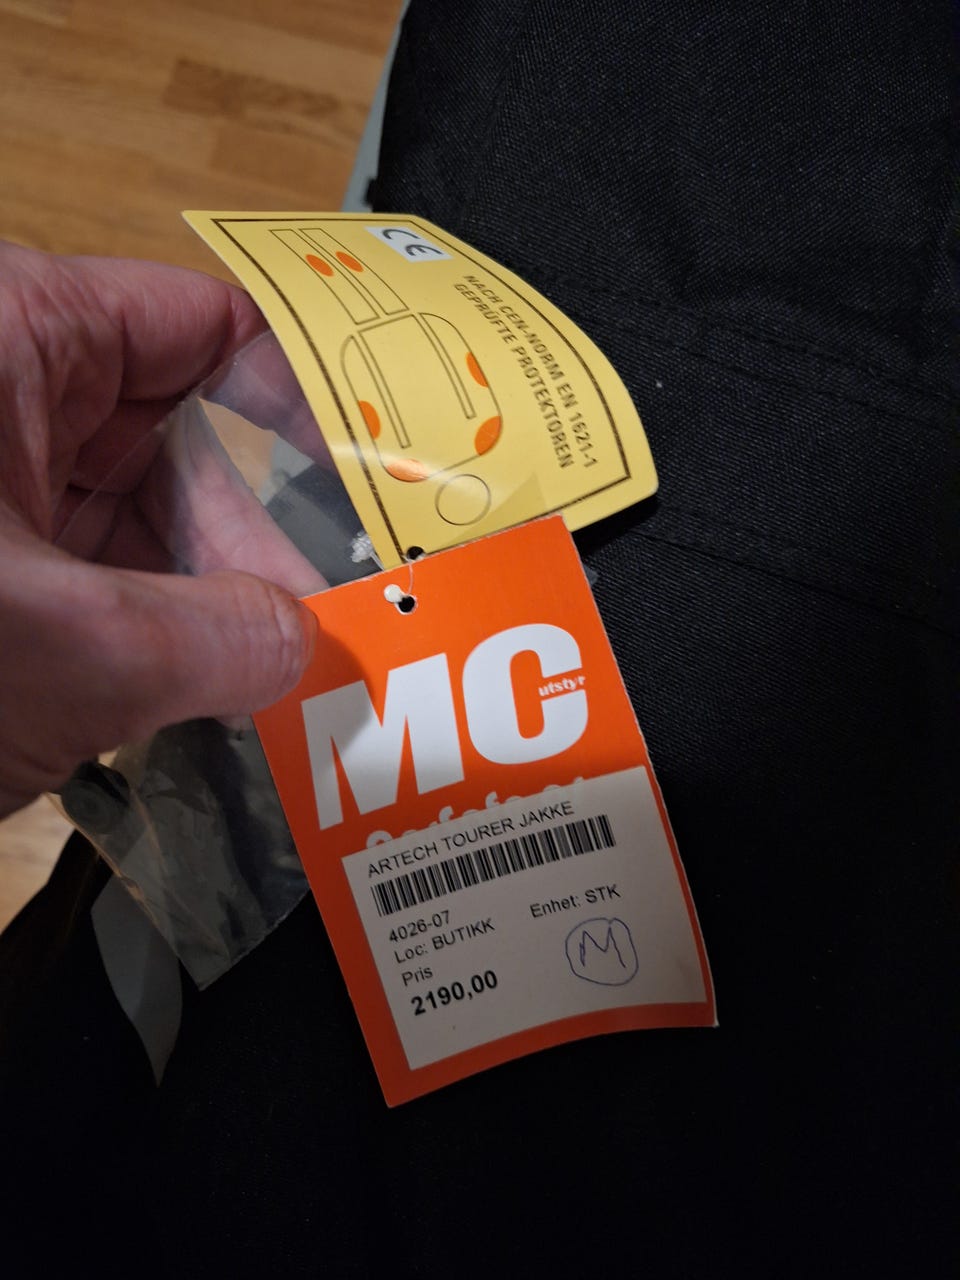 CE
NACH CEN-NORM EN 1621-1
GEPRÜFTE PROTEKTOREN
MC
utstyr
ARTECH TOURER JAKKE
4026-07
Enhet: STK
Loc: BUTIKK
Pris
2190,00
M